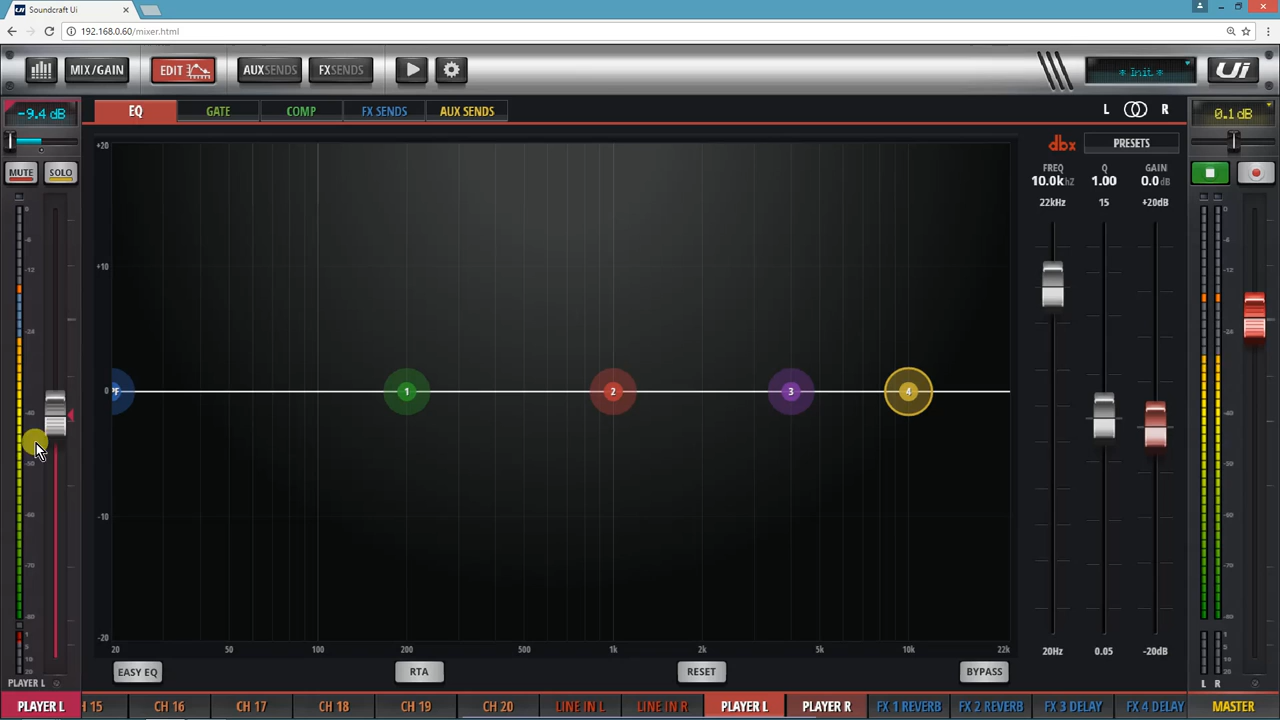 Soundcraft Ui
192.168.0.60/mixer.html
MIX/GAIN
EDIT
AUXSENDS
FXSENDS
* Init *
Ui
-9.4 dB
EQ
GATE
COMP
FX SENDS
AUX SENDS
L
R
0.1 dB
dbx
PRESETS
MUTE
SOLO
FREQ
Q
GAIN
10.0kHZ
1.00
0.0dB
22kHz
15
+20dB
+20
+10
0
-10
-20
1
2
3
4
20
50
100
200
500
1k
2k
5k
10k
22k
20Hz
0.05
-20dB
EASY EQ
RTA
RESET
BYPASS
PLAYER L
L
R
PLAYER L
H 15
CH 16
CH 17
CH 18
CH 19
CH 20
LINE IN L
LINE IN R
PLAYER L
PLAYER R
FX 1 REVERB
FX 2 REVERB
FX 3 DELAY
FX 4 DELAY
MASTER